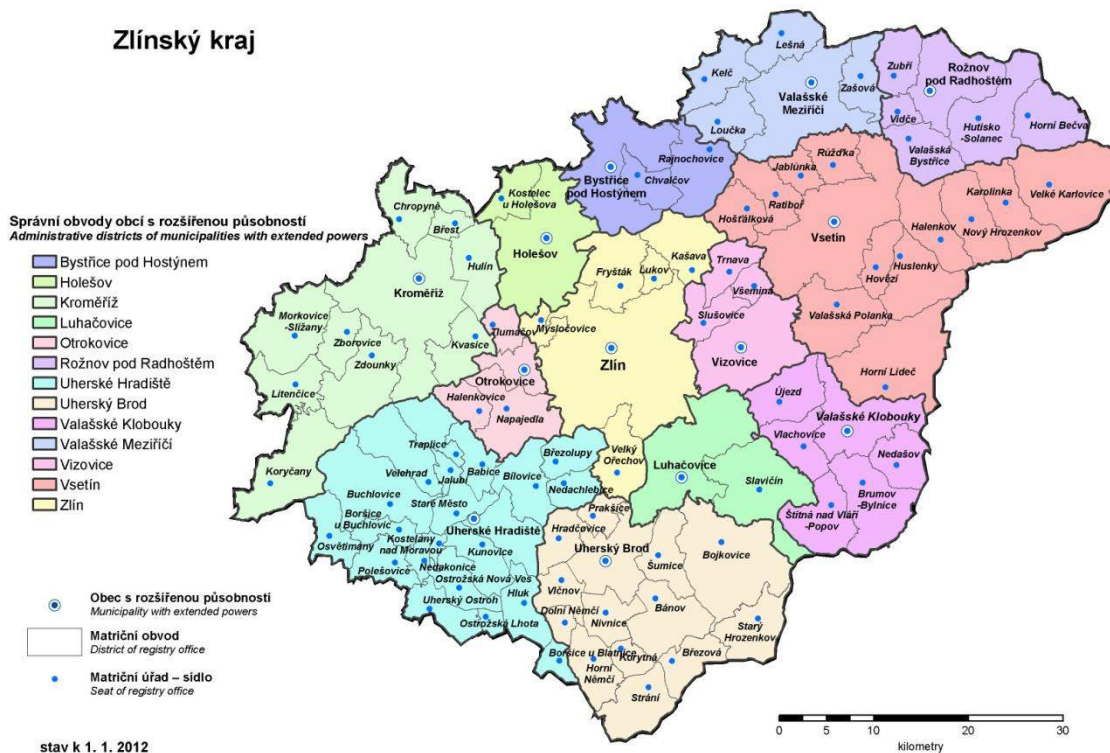 Zlínský kraj
Správní obvody obcí s rozšířenou působností
Administrative districts of municipalities with extended powers
Bystřice pod Hostýnem
Holešov
Kroměříž
Luhačovice
Otrokovice
Rožnov pod Radhoštěm
Uherské Hradiště
Uherský Brod
Valašské Klobouky
Valašské Meziříčí
Vizovice
Vsetín
Zlín
Obec s rozšířenou působností
Municipality with extended powers
Matriční obvod
District of registry office
Matriční úřad – sídlo
Seat of registry office
stav k 1. 1. 2012
Lešná
Kelč
Valašské
Meziříčí
Zašová
Loučka
Zubří
Rožnov
pod Radhoštěm
Vidče
Hutisko
-Solanec
Horní Bečva
Valašská
Bystřice
Rajnochovice
Bystřice
pod Hostýnem
Chvalčov
Kostelec
u Holešova
Holešov
Chropyně
Břest
Hulín
Kroměříž
Morkovice
-Slížany
Zborovice
Zdounky
Kvasice
Litenčice
Koryčany
Růžďka
Jablůnka
Ratiboř
Hošťálková
Vsetín
Karolinka
Velké Karlovice
Halenkov
Nový Hrozenkov
Huslenky
Hovězí
Valašská Polanka
Horní Lideč
Kašava
Lukov
Fryšták
Mysločovice
Zlín
Velký
Ořechov
Trnava
Všemina
Slušovice
Vizovice
Tlumačov
Otrokovice
Halenkovice
Napajedla
Újezd
Valašské Klobouky
Vlachovice
Nedašov
Brumov
-Bylnice
Štítná nad Vláří
-Popov
Luhačovice
Slavičín
Traplice
Babice
Březolupy
Velehrad
Jalubí
Bílovice
Nedachlebice
Buchlovice
Staré Město
Boršice
u Buchlovic
Uherské Hradiště
Kostelany
nad Moravou
Kunovice
Osvětimany
Polešovice
Nedakonice
Ostrožská Nová Ves
Uherský Ostroh
Hluk
Ostrožská Lhota
Boršice u Blatnice
Prakšice
Hradčovice
Uherský Brod
Bojkovice
Šumice
Vlčnov
Bánov
Dolní Němčí
Nivnice
Starý
Hrozenkov
Korytná
Horní
Němčí
Březová
Strání
0 5 10 20 30
kilometry